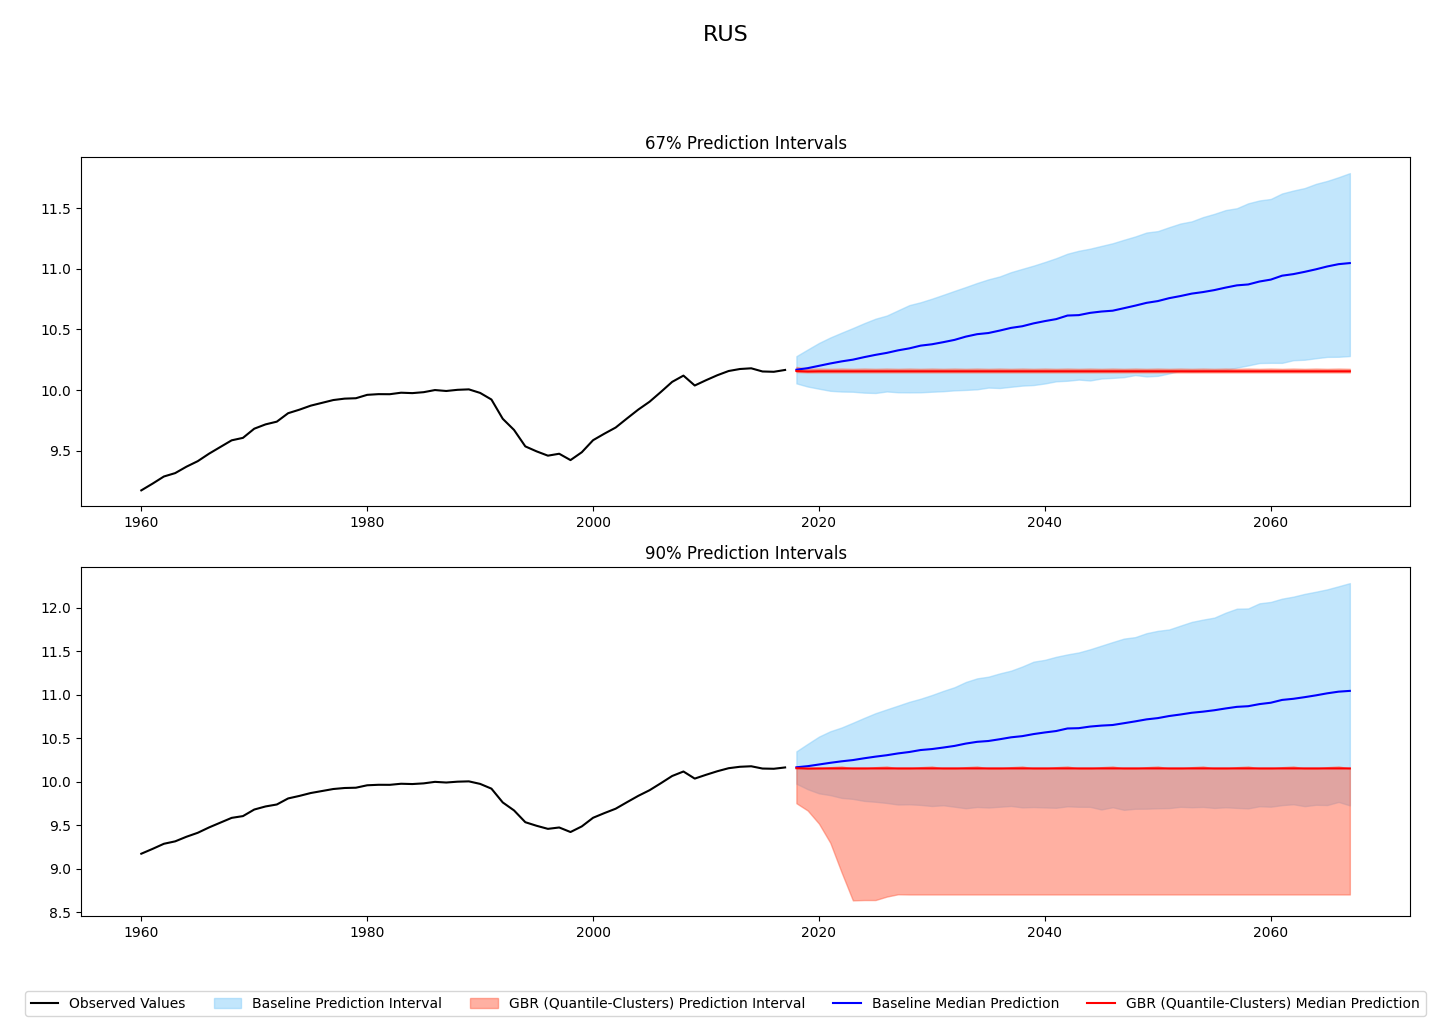 RUS
67% Prediction Intervals
11.5
11.0
10.5
10.0
9.5
1960 1980 2000 2020 2040 2060
90% Prediction Intervals
12.0
11.5
11.0
10.5
10.0
9.5
9.0
8.5
1960 1980 2000 2020 2040 2060
Observed Values Baseline Prediction Interval GBR (Quantile-Clusters) Prediction Interval Baseline Median Prediction GBR (Quantile-Clusters) Median Prediction